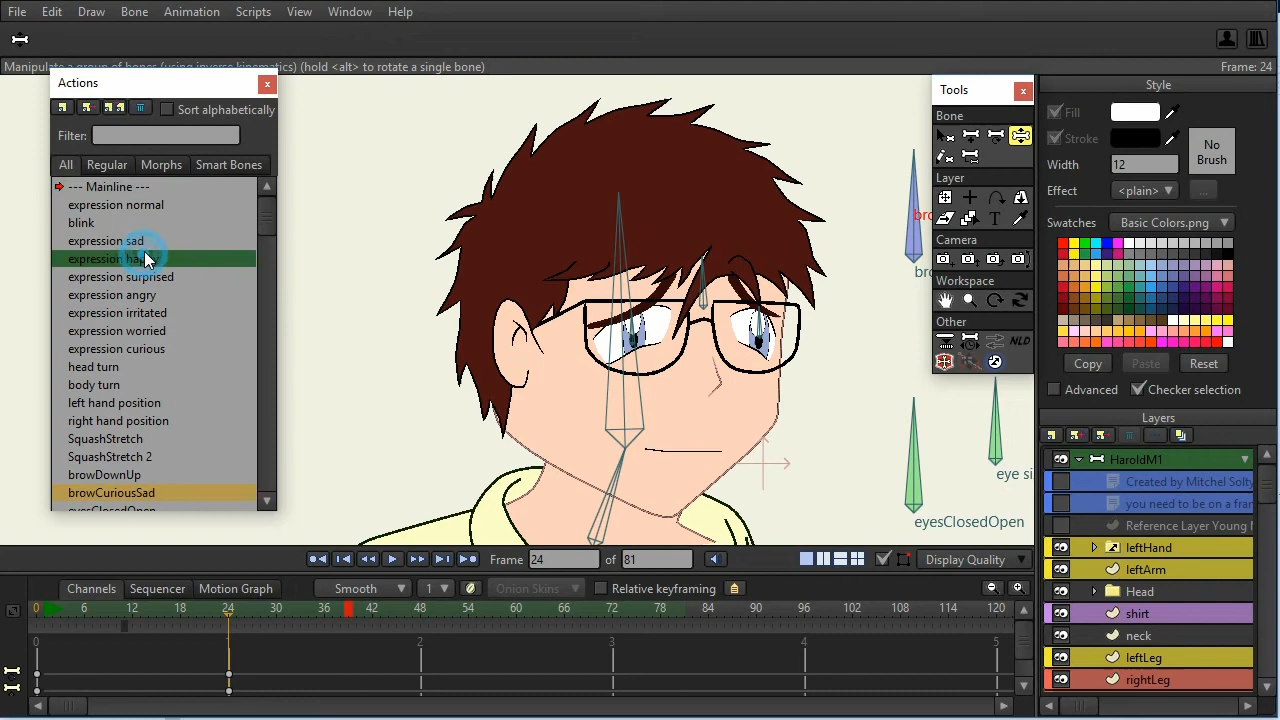 File Edit Draw Bone Animation Scripts View Window Help
Manipulate a group of bones (using inverse kinematics) (hold <alt> to rotate a single bone)
Frame: 24
Actions
Sort alphabetically
Filter:
All Regular Morphs Smart Bones
--- Mainline ---
expression normal
blink
expression sad
expression happy
expression surprised
expression angry
expression irritated
expression worried
expression curious
head turn
body turn
left hand position
right hand position
SquashStretch
SquashStretch 2
browDownUp
browCuriousSad
eyesClosedOpen
bro
bro
eye si
eyesClosedOpen
Tools
Bone
Layer
T
Camera
Workspace
Other
NLD
Style
Fill
Stroke
No
Brush
Width 12
Effect <plain> ...
Swatches Basic Colors.png
Copy Paste Reset
Advanced Checker selection
Layers
HaroldM1
Created by Mitchel Solty
you need to be on a fran
Reference Layer Young M
leftHand
leftArm
Head
shirt
neck
leftLeg
rightLeg
Frame 24 of 81
Display Quality
Channels Sequencer Motion Graph Smooth 1 Onion Skins Relative keyframing
0 6 12 18 24 30 36 42 48 54 60 66 72 78 84 90 96 102 108 114 120
0 1 2 3 4 5